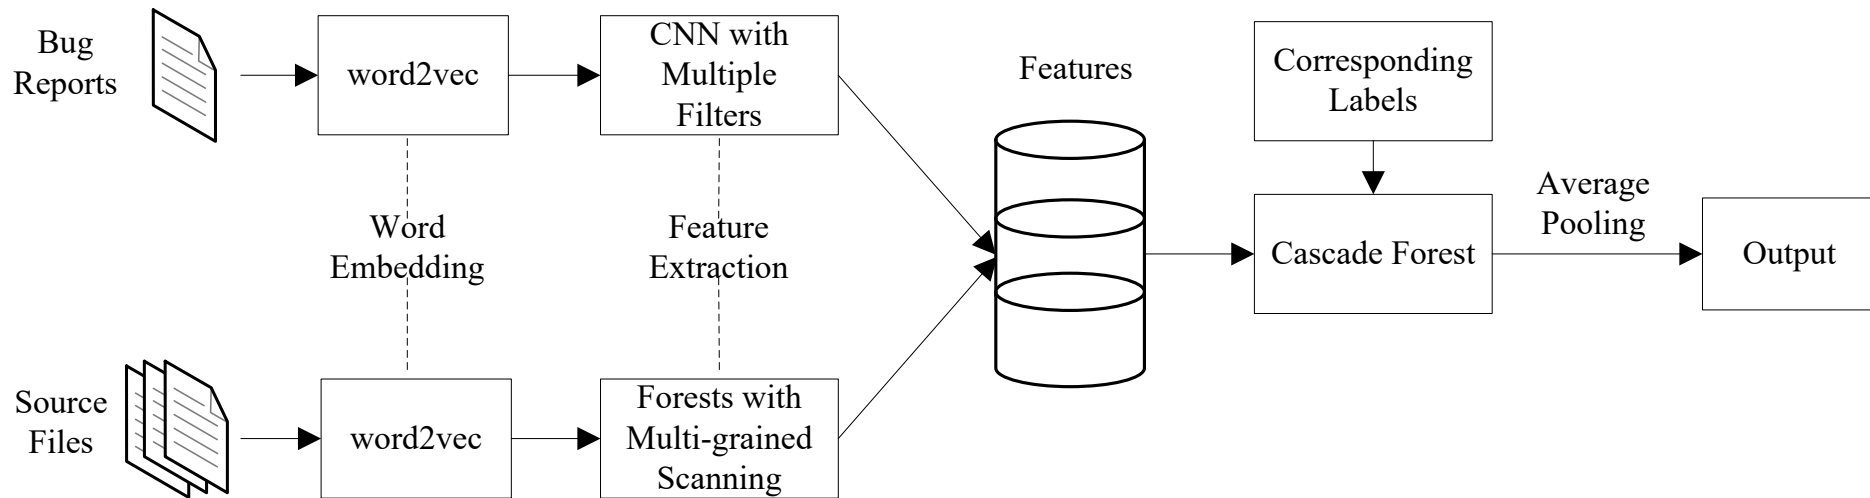 Bug
Reports
word2vec
CNN with
Multiple
Filters
Features
Corresponding
Labels
Word
Embedding
Feature
Extraction
Cascade Forest
Average
Pooling
Output
Source
Files
word2vec
Forests with
Multi-grained
Scanning